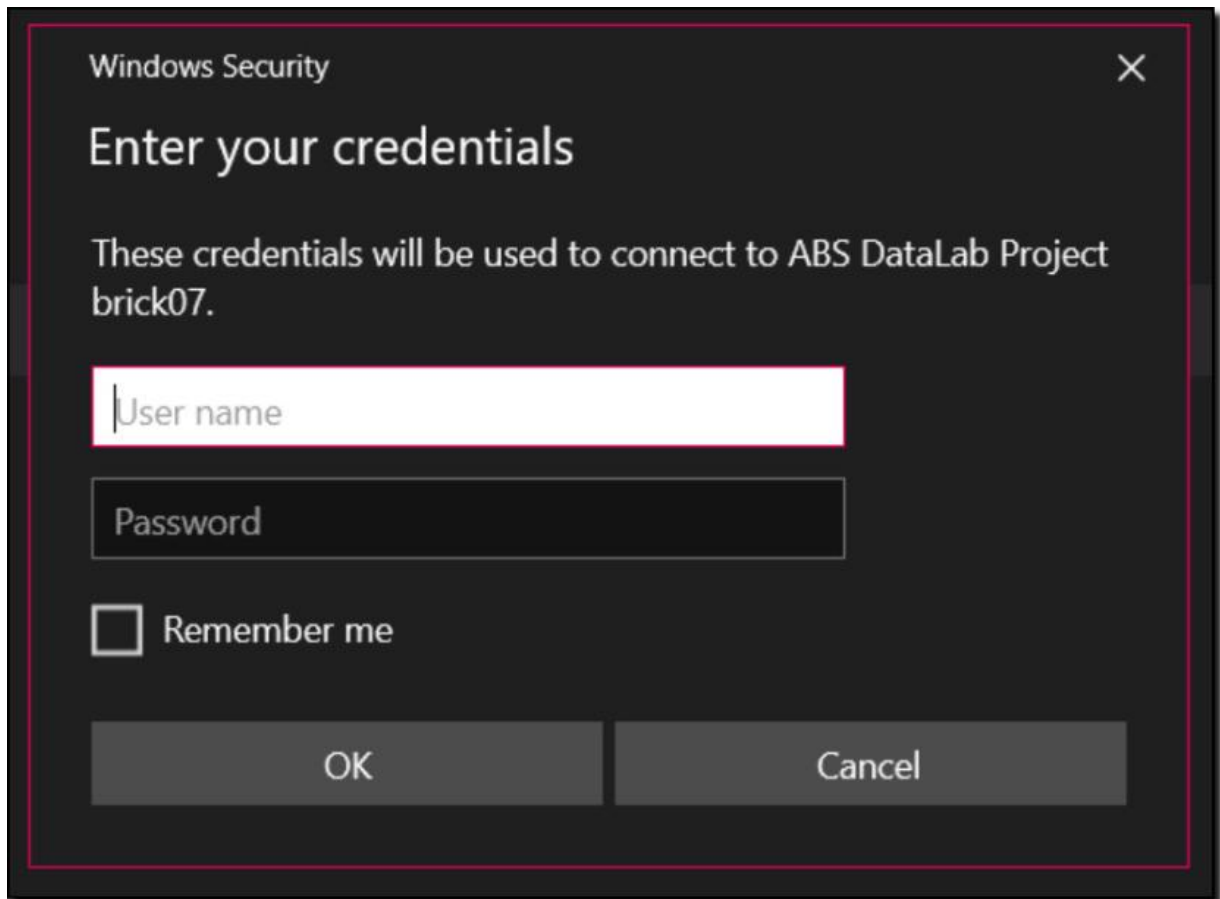 Windows Security
Enter your credentials
These credentials will be used to connect to ABS DataLab Project
brick07.
User name
Password
Remember me
OK
Cancel